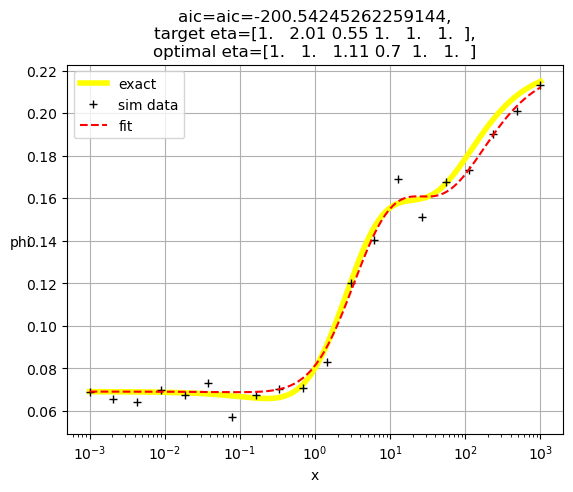 aic=aic=-200.54245262259144,
target eta=[1.   2.01 0.55 1.   1.   1.  ],
optimal eta=[1.   1.   1.11 0.7  1.   1.  ]
exact
sim data
fit
0.22
0.20
0.18
0.16
0.14
0.12
0.10
0.08
0.06
phi
10⁻³
10⁻²
10⁻¹
10⁰
10¹
10²
10³
x